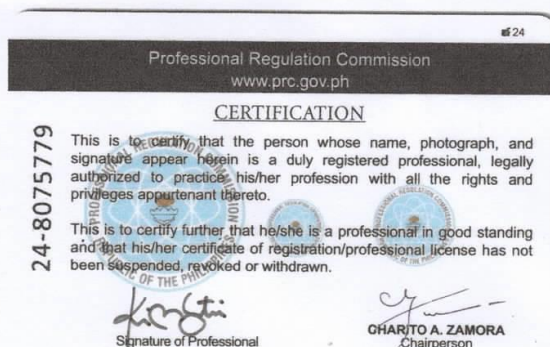 24
Professional Regulation Commission
www.prc.gov.ph
CERTIFICATION
24-8075779
This is to certify that the person whose name, photograph, and
signature appear herein is a duly registered professional, legally
authorized to practice his/her profession with all the rights and
privileges appurtenant thereto.
This is to certify further that he/she is a professional in good standing
and that his/her certificate of registration/professional license has not
been suspended, revoked or withdrawn.
Signature of Professional
CHARITO A. ZAMORA
Chairperson